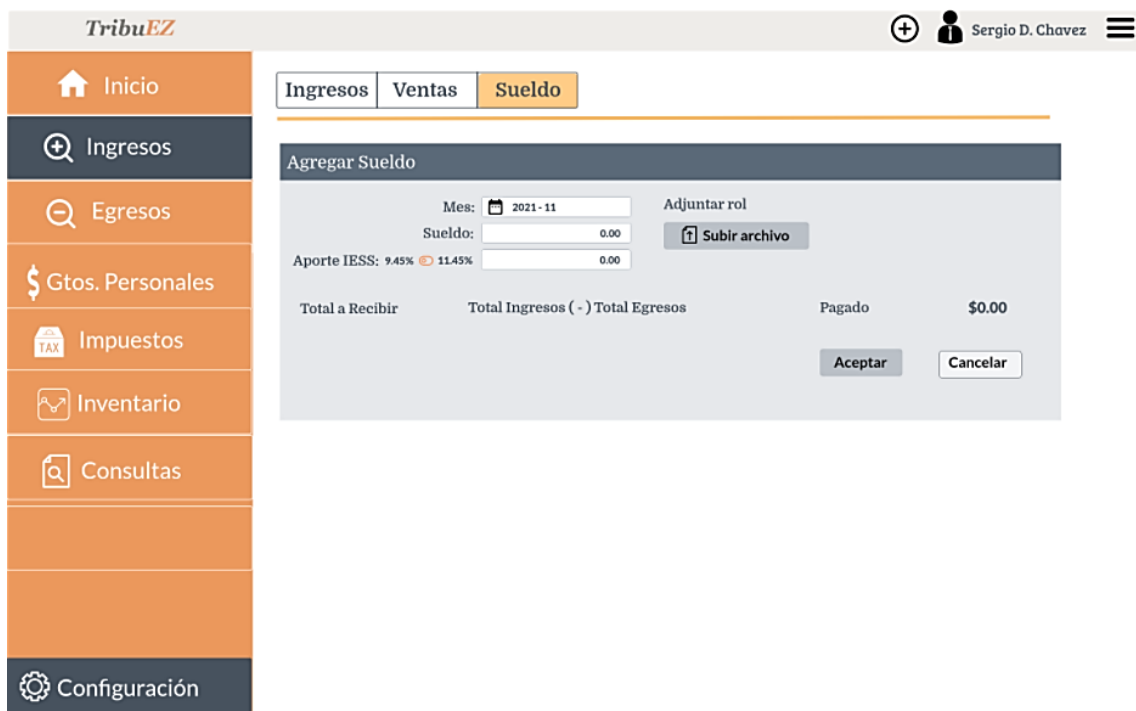 TribuEZ
Sergio D. Chavez
Inicio
Ingresos
Egresos
$ Gtos. Personales
TAX Impuestos
Inventario
Consultas
Configuración
Ingresos Ventas Sueldo
Agregar Sueldo
Mes: 2021-11 Adjuntar rol
Sueldo: 0.00 Subir archivo
Aporte IESS: 9.45% 11.45% 0.00
Total a Recibir Total Ingresos ( - ) Total Egresos Pagado $0.00
Aceptar Cancelar